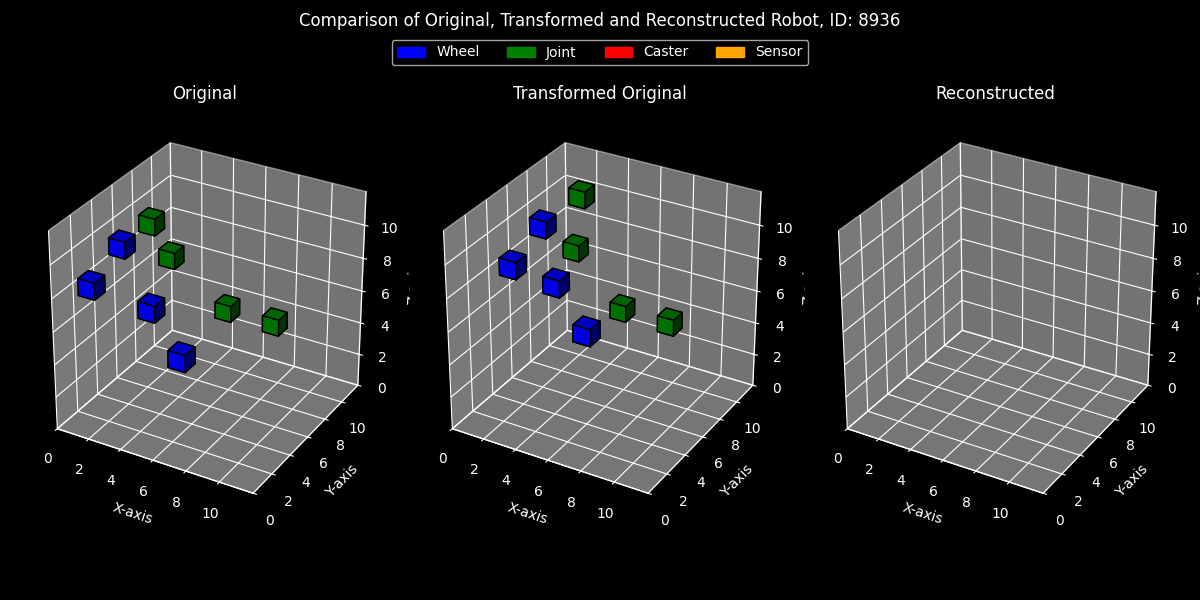 Comparison of Original, Transformed and Reconstructed Robot, ID: 8936
Wheel Joint Caster Sensor
Original Transformed Original Reconstructed
10 10 10
8 8 8
6 6 6
4 4 4
2 2 2
0 0 0
0 2 4 6 8 10 0 2 4 6 8 10 0 2 4 6 8 10
X-axis X-axis X-axis
0 2 4 6 8 10 0 2 4 6 8 10 0 2 4 6 8 10
Y-axis Y-axis Y-axis